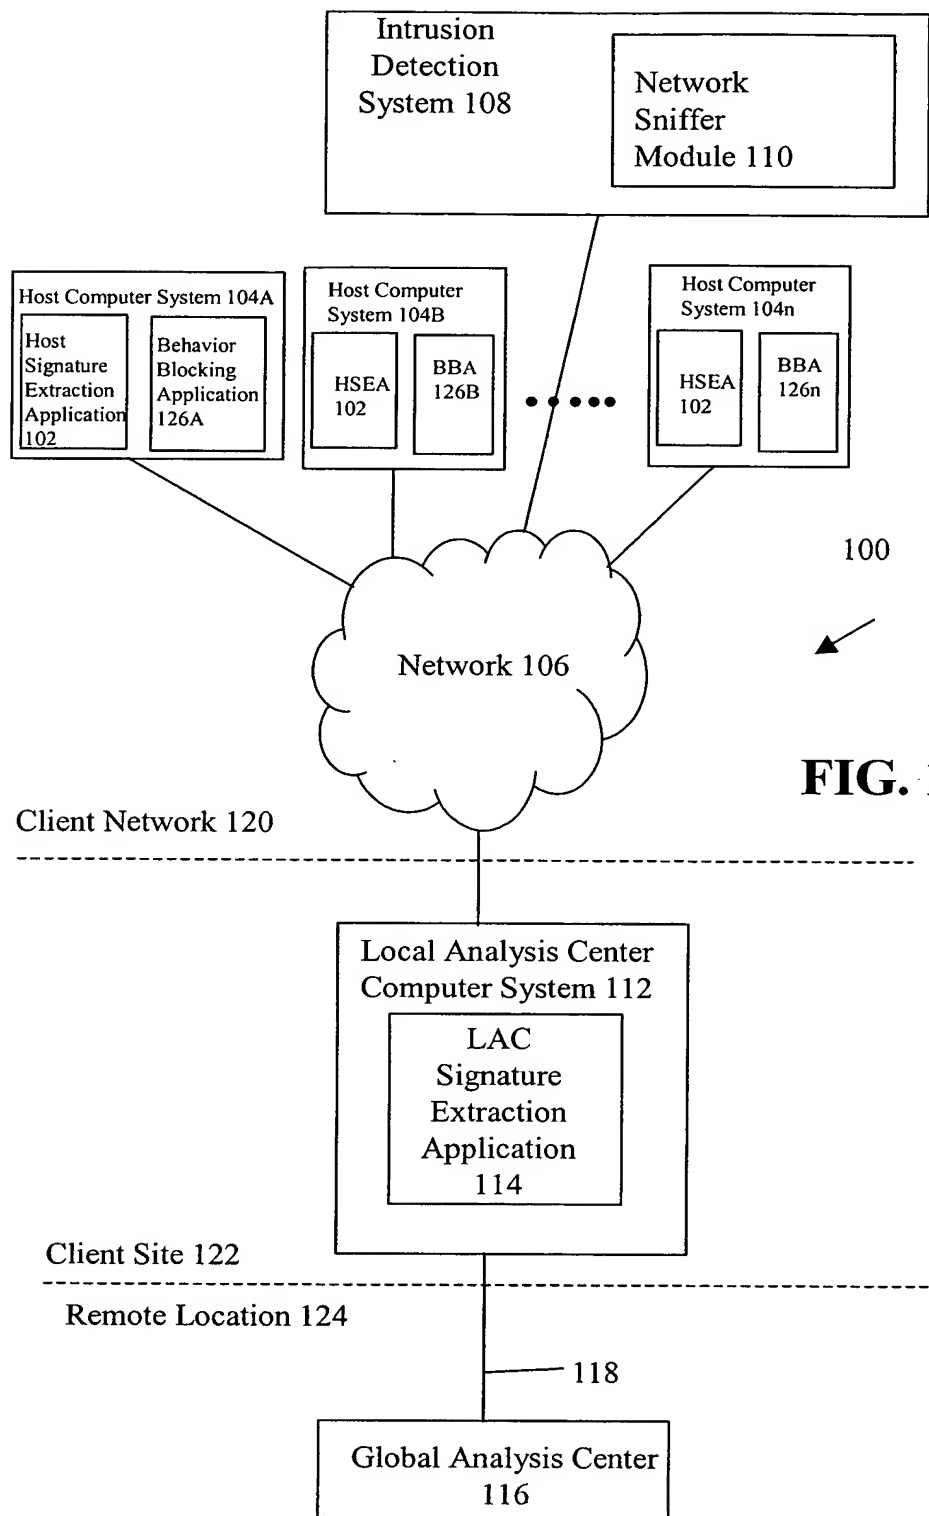 Intrusion
Detection
System 108
Network
Sniffer
Module 110
Host Computer System 104A
Host
Signature
Extraction
Application
102
Behavior
Blocking
Application
126A
Host Computer
System 104B
HSEA
102
BBA
126B
Host Computer
System 104n
HSEA
102
BBA
126n
100
Network 106
FIG.
Client Network 120
Local Analysis Center
Computer System 112
LAC
Signature
Extraction
Application
114
Client Site 122
Remote Location 124
118
Global Analysis Center
116